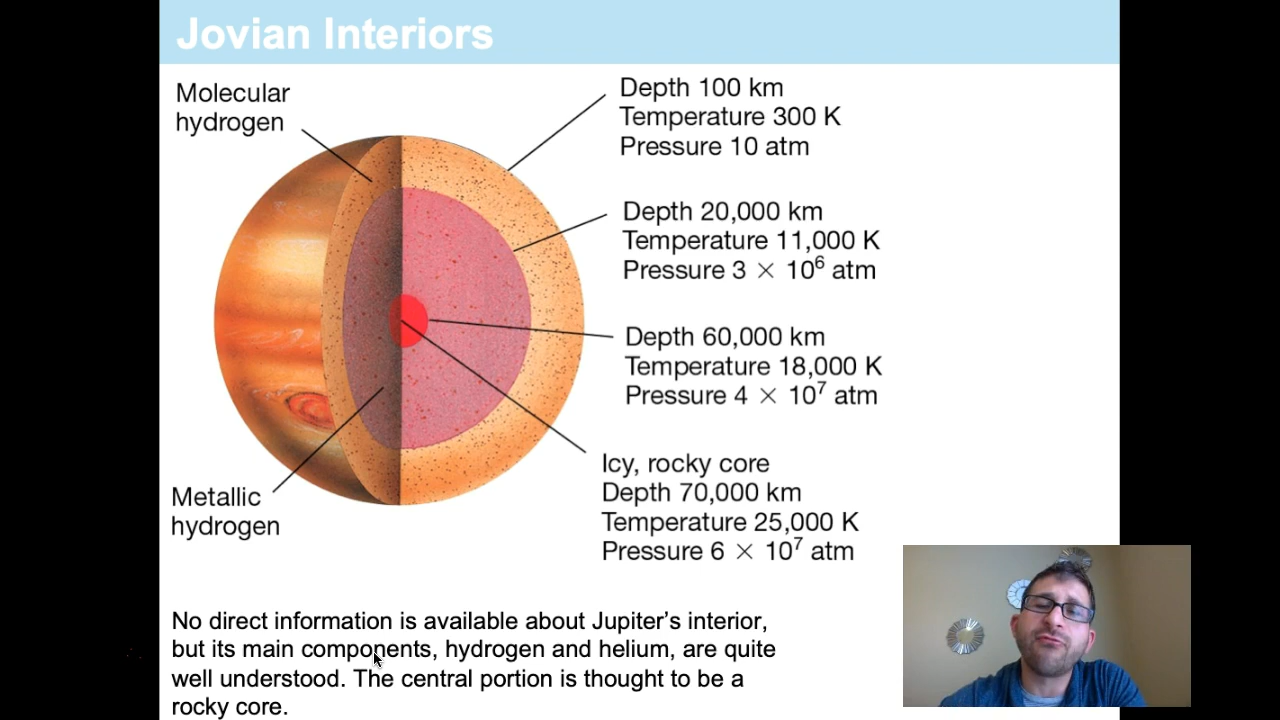 Jovian Interiors
Molecular
hydrogen
Depth 100 km
Temperature 300 K
Pressure 10 atm
Depth 20,000 km
Temperature 11,000 K
Pressure 3 × 10⁶ atm
Depth 60,000 km
Temperature 18,000 K
Pressure 4 × 10⁷ atm
Icy, rocky core
Depth 70,000 km
Temperature 25,000 K
Pressure 6 × 10⁷ atm
Metallic
hydrogen
No direct information is available about Jupiter’s interior,
but its main components, hydrogen and helium, are quite
well understood. The central portion is thought to be a
rocky core.